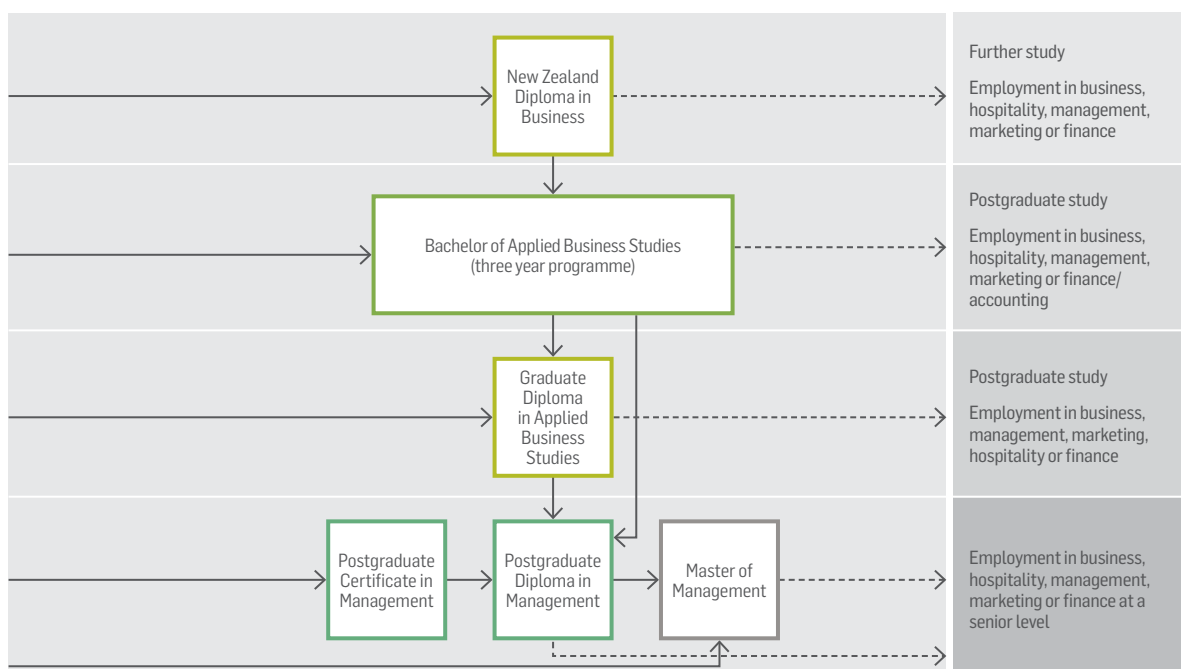 New Zealand
Diploma in
Business
Further study
Employment in business,
hospitality, management,
marketing or finance
Bachelor of Applied Business Studies
(three year programme)
Postgraduate study
Employment in business,
hospitality, management,
marketing or finance/
accounting
Graduate
Diploma
in Applied
Business
Studies
Postgraduate study
Employment in business,
management, marketing,
hospitality or finance
Postgraduate
Certificate in
Management
Postgraduate
Diploma in
Management
Master of
Management
Employment in business,
hospitality, management,
marketing or finance at a
senior level